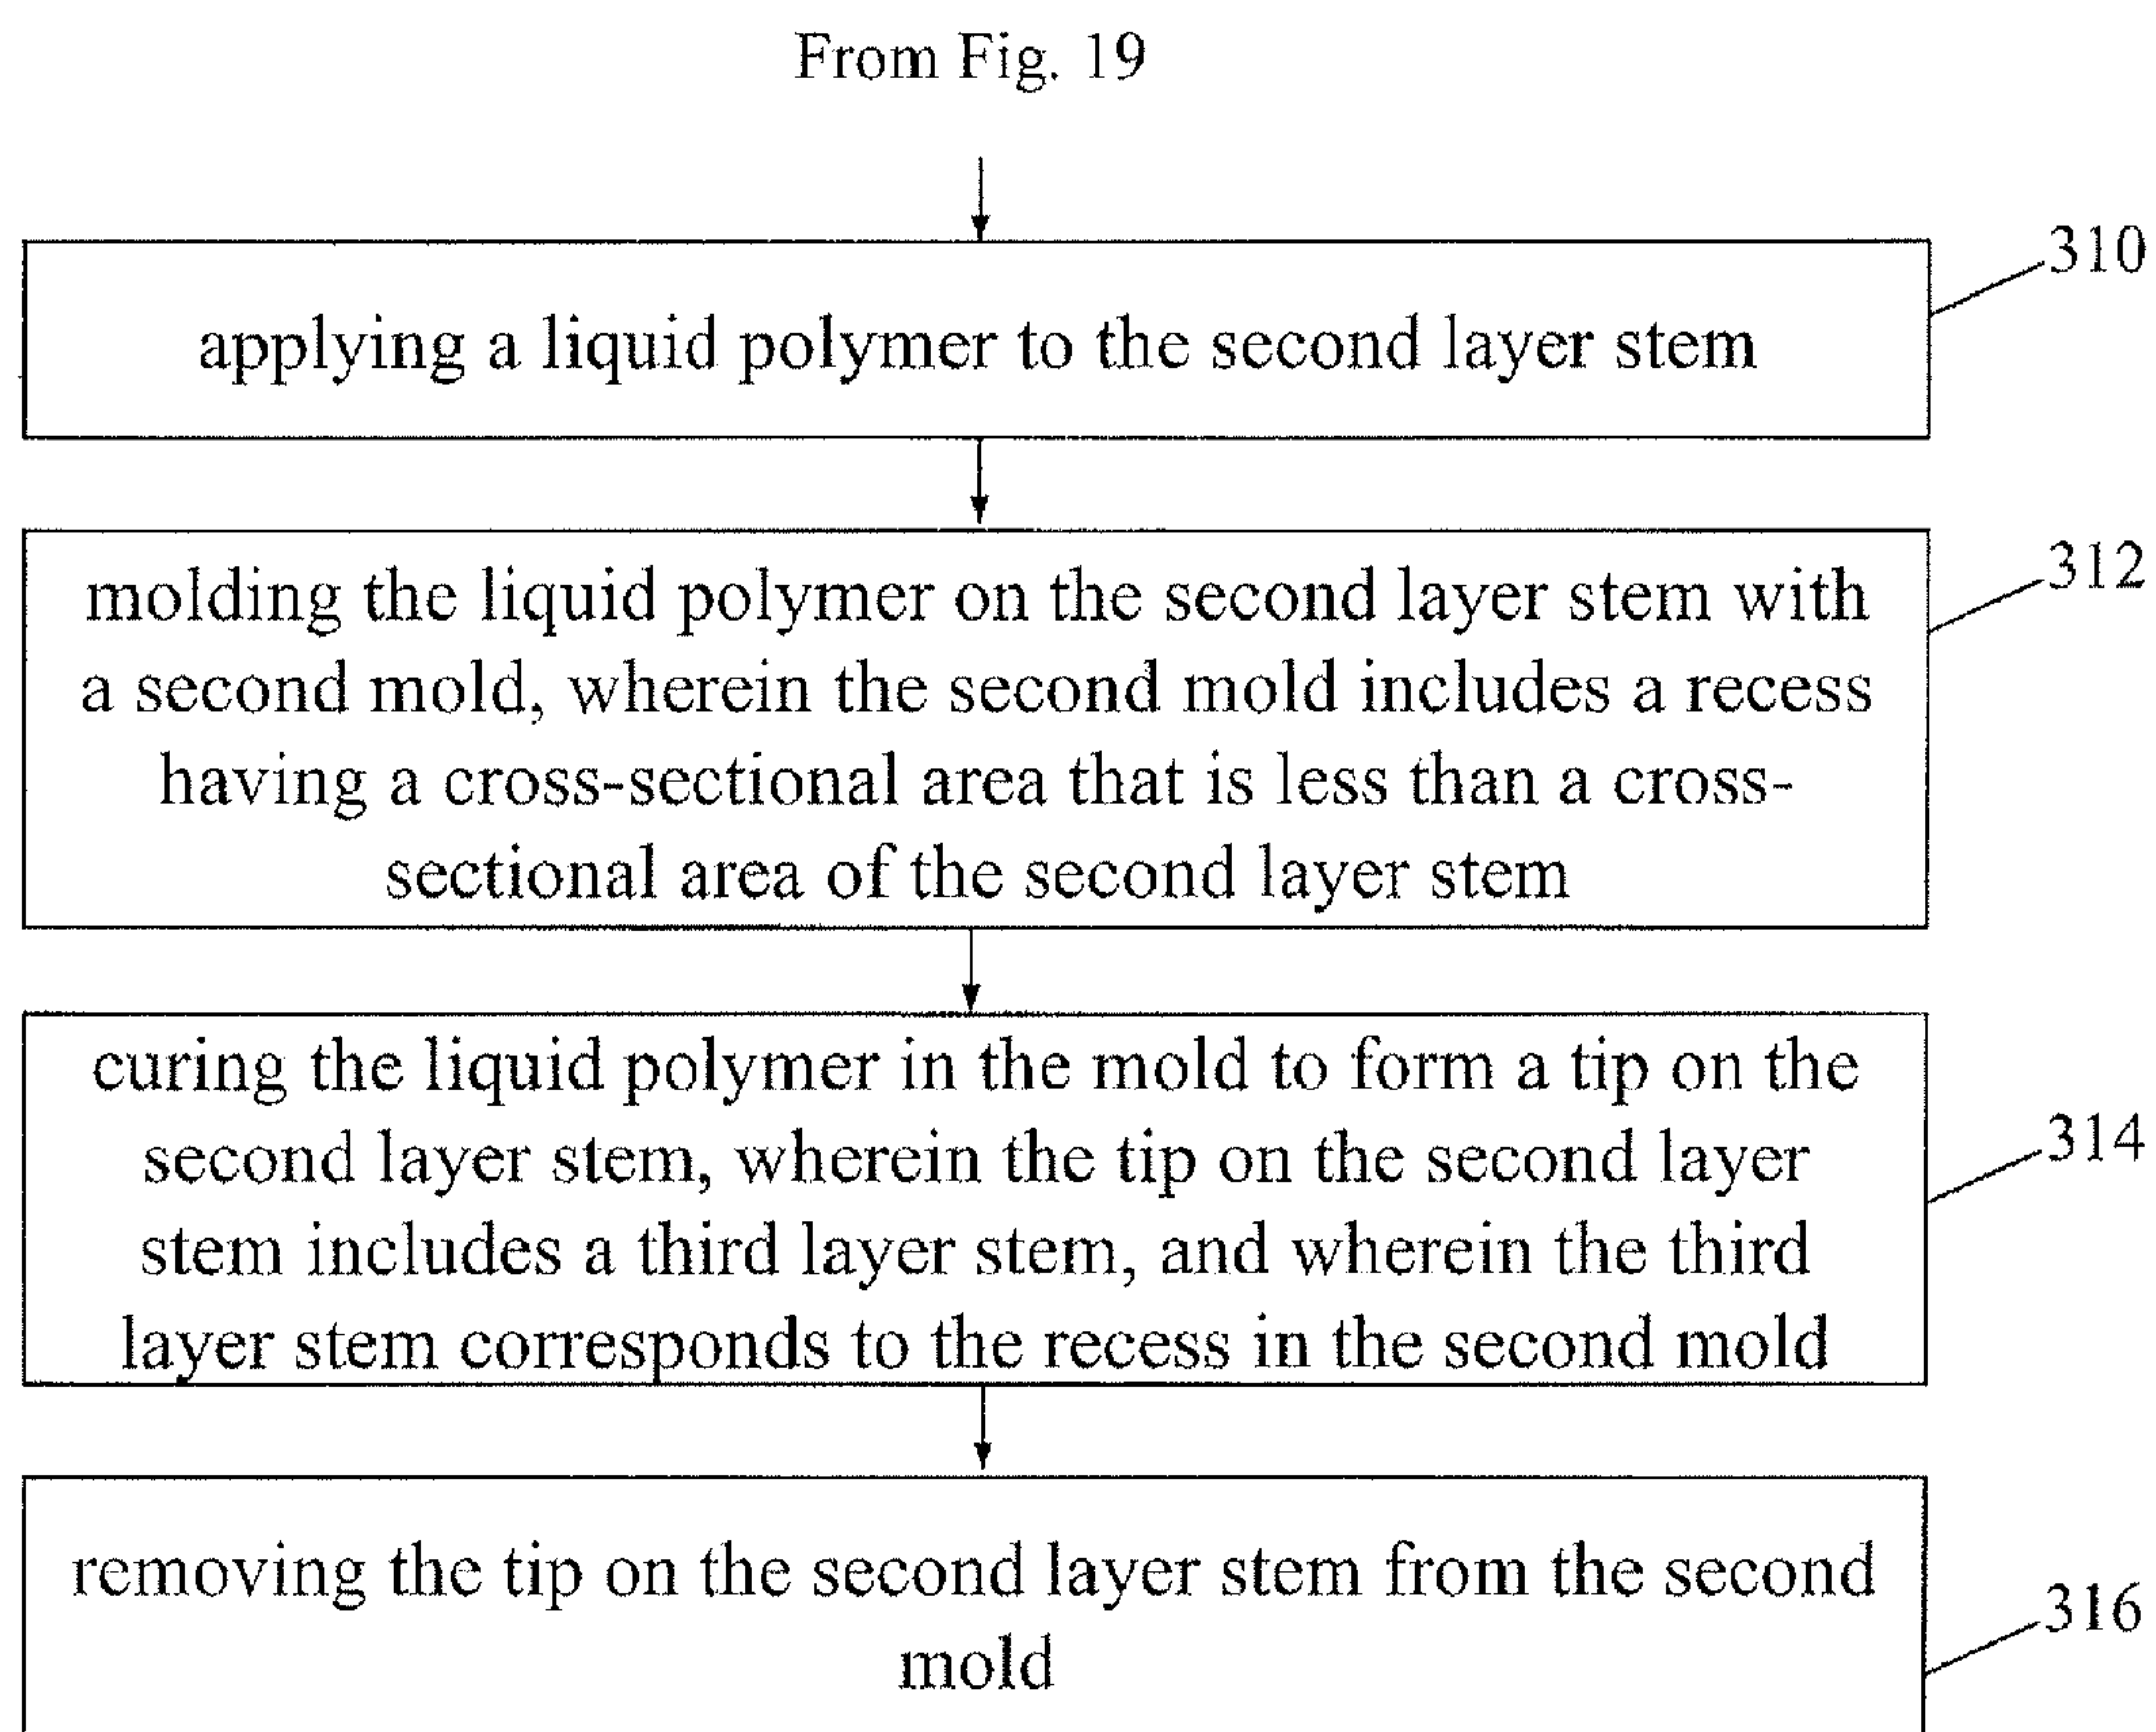 From Fig. 19
310
applying a liquid polymer to the second layer stem
312
molding the liquid polymer on the second layer stem with
a second mold, wherein the second mold includes a recess
having a cross-sectional area that is less than a cross-
sectional area of the second layer stem
curing the liquid polymer in the mold to form a tip on the
314
second layer stem, wherein the tip on the second layer
stem includes a third layer stem, and wherein the third
layer stem corresponds to the recess in the second mold
removing the tip on the second layer stem from the second
316
mold